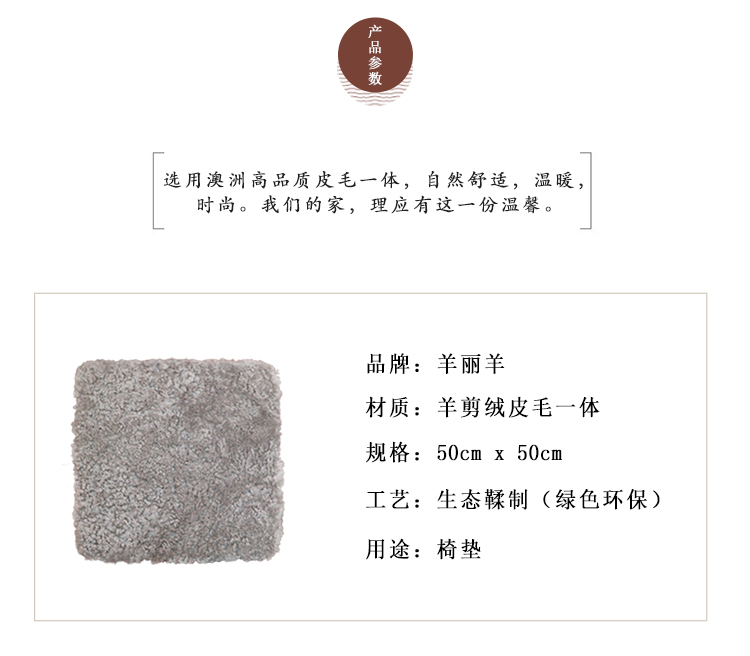 产品参数
选用澳洲高品质皮毛一体，自然舒适，温暖，
时尚。我们的家，理应有这一份温馨。
品牌：羊丽羊
材质：羊剪绒皮毛一体
规格：50cm x 50cm
工艺：生态鞣制（绿色环保）
用途：椅垫